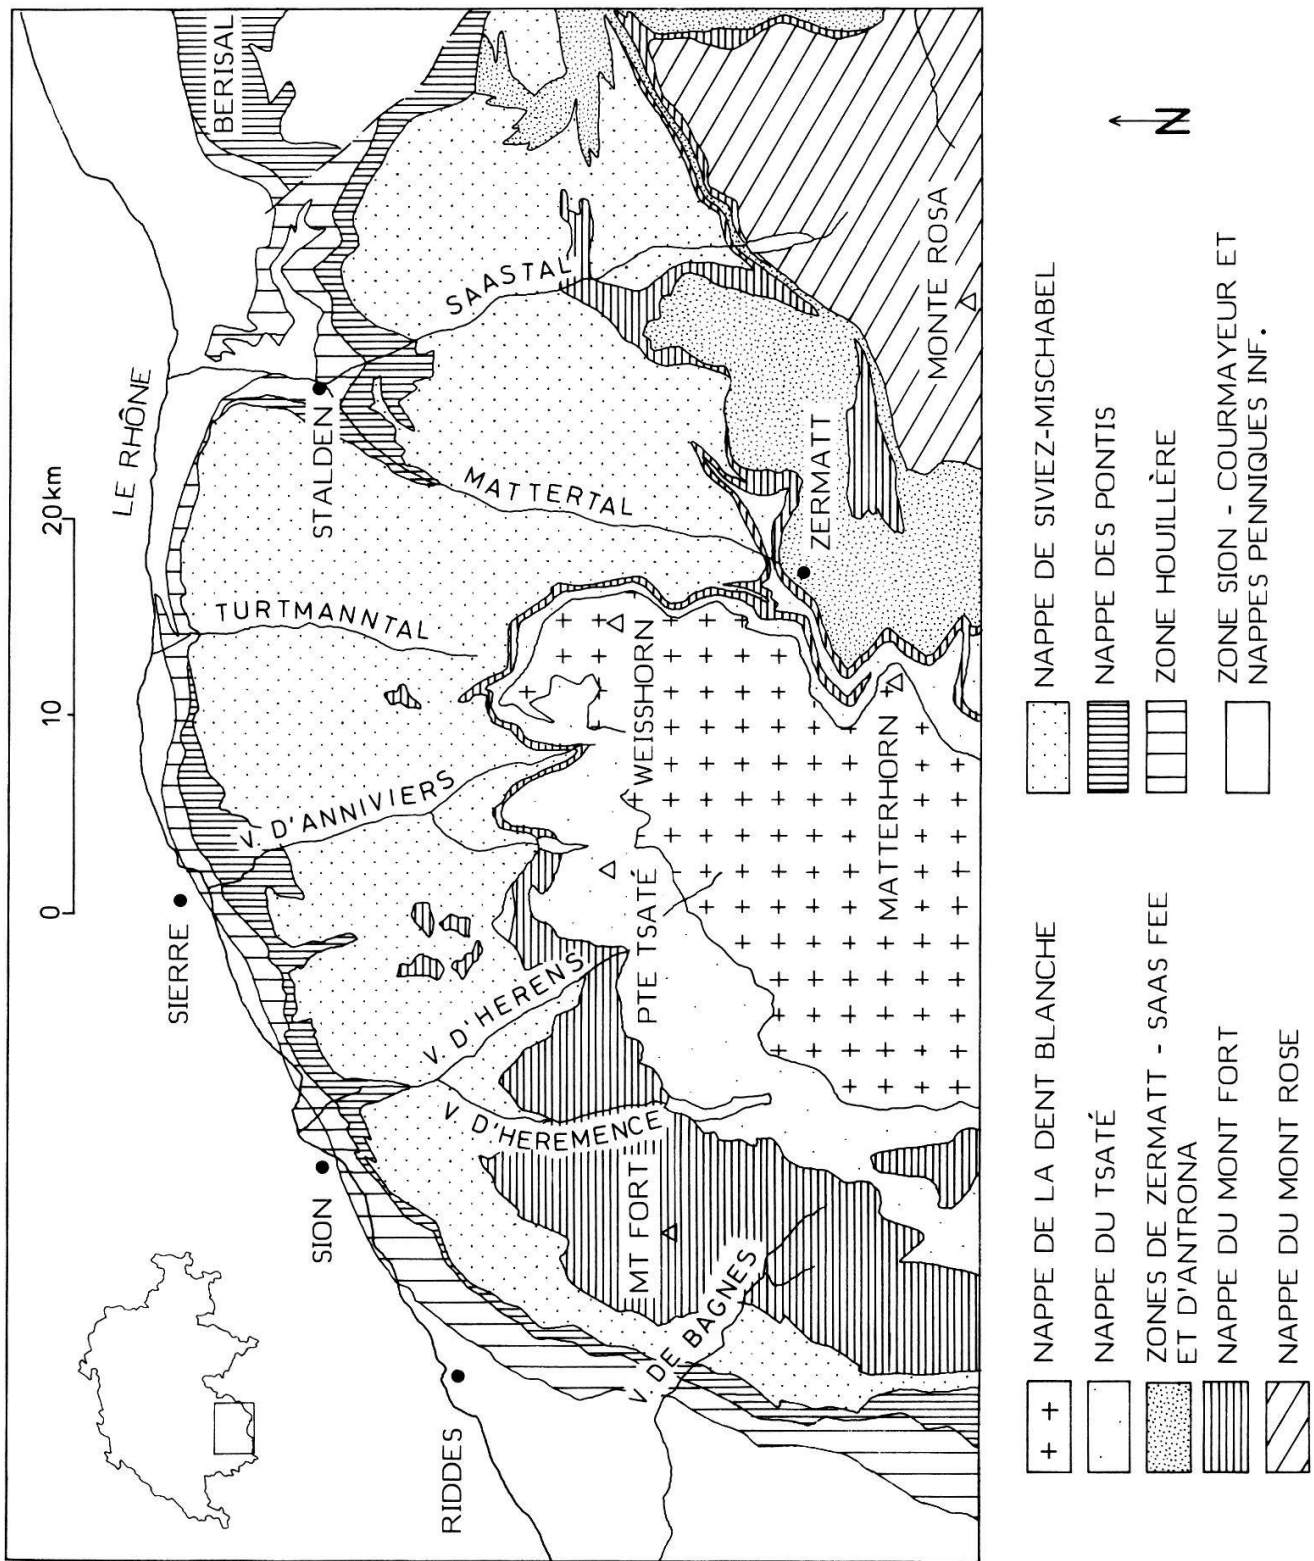 BERISAL
LE RHÔNE
20km
10
0
STALDEN
SAASTAL
MATTERTAL
TURTMANNTAL
V. D'ANNIVIERS
SIERRE
MONTE ROSA
ZERMATT
WEISSHORN
MATTERHORN
PTE TSATÉ
V. D'HERENS
V. D'HEREMENCE
SION
MT FORT
V. DE BAGNES
RIDDES
N
+ + NAPPE DE LA DENT BLANCHE
NAPPE DU TSATÉ
ZONES DE ZERMATT - SAAS FEE
ET D'ANTRONA
NAPPE DU MONT FORT
NAPPE DU MONT ROSE
NAPPE DE SIVIEZ-MISCHABEL
NAPPE DES PONTIS
ZONE HOUILLÈRE
ZONE SION - COURMAYEUR ET
NAPPES PENNIQUES INF.